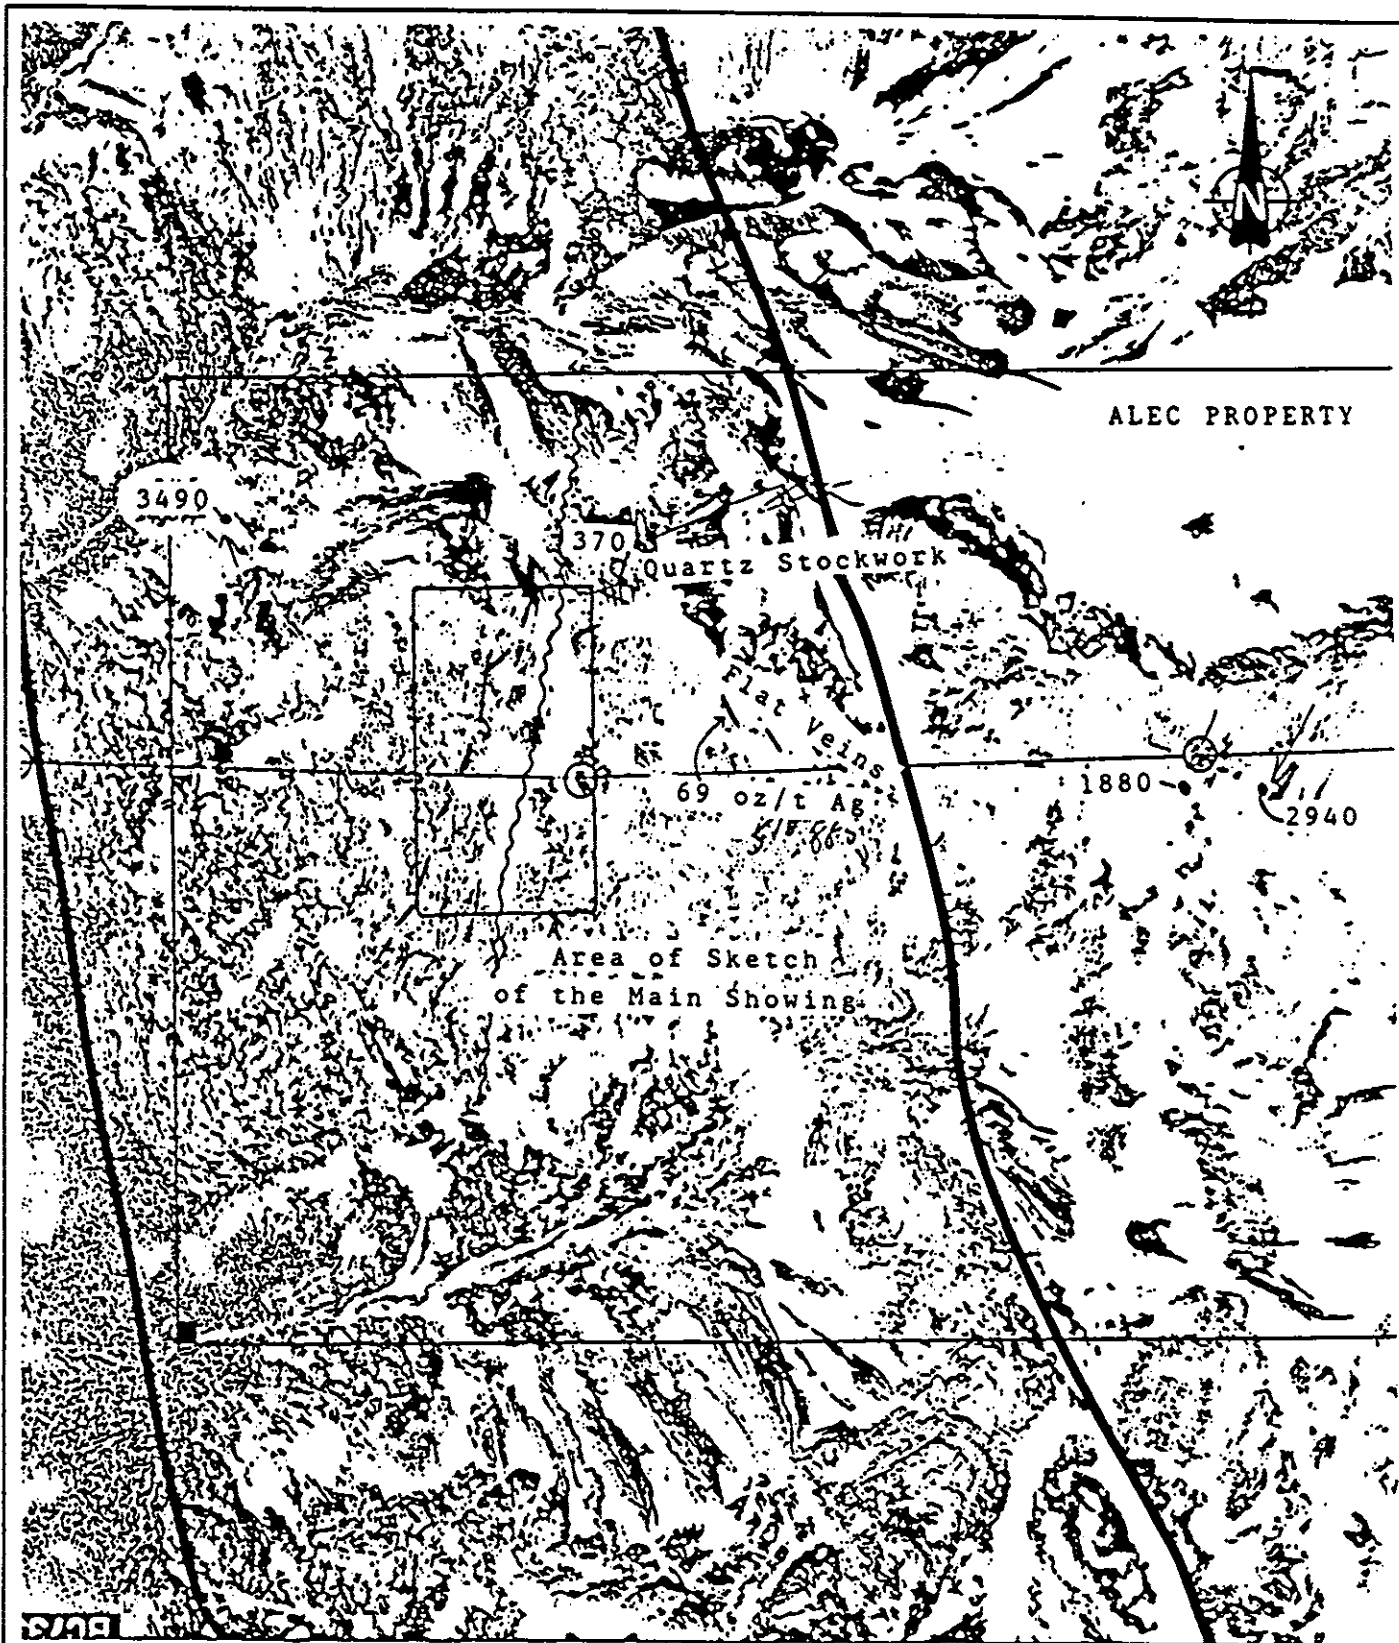 N
ALEC PROPERTY
3490
370
Quartz Stockwork
Flat Veins
69 oz/t Ag
1880
2940
Area of Sketch
of the Main Showing